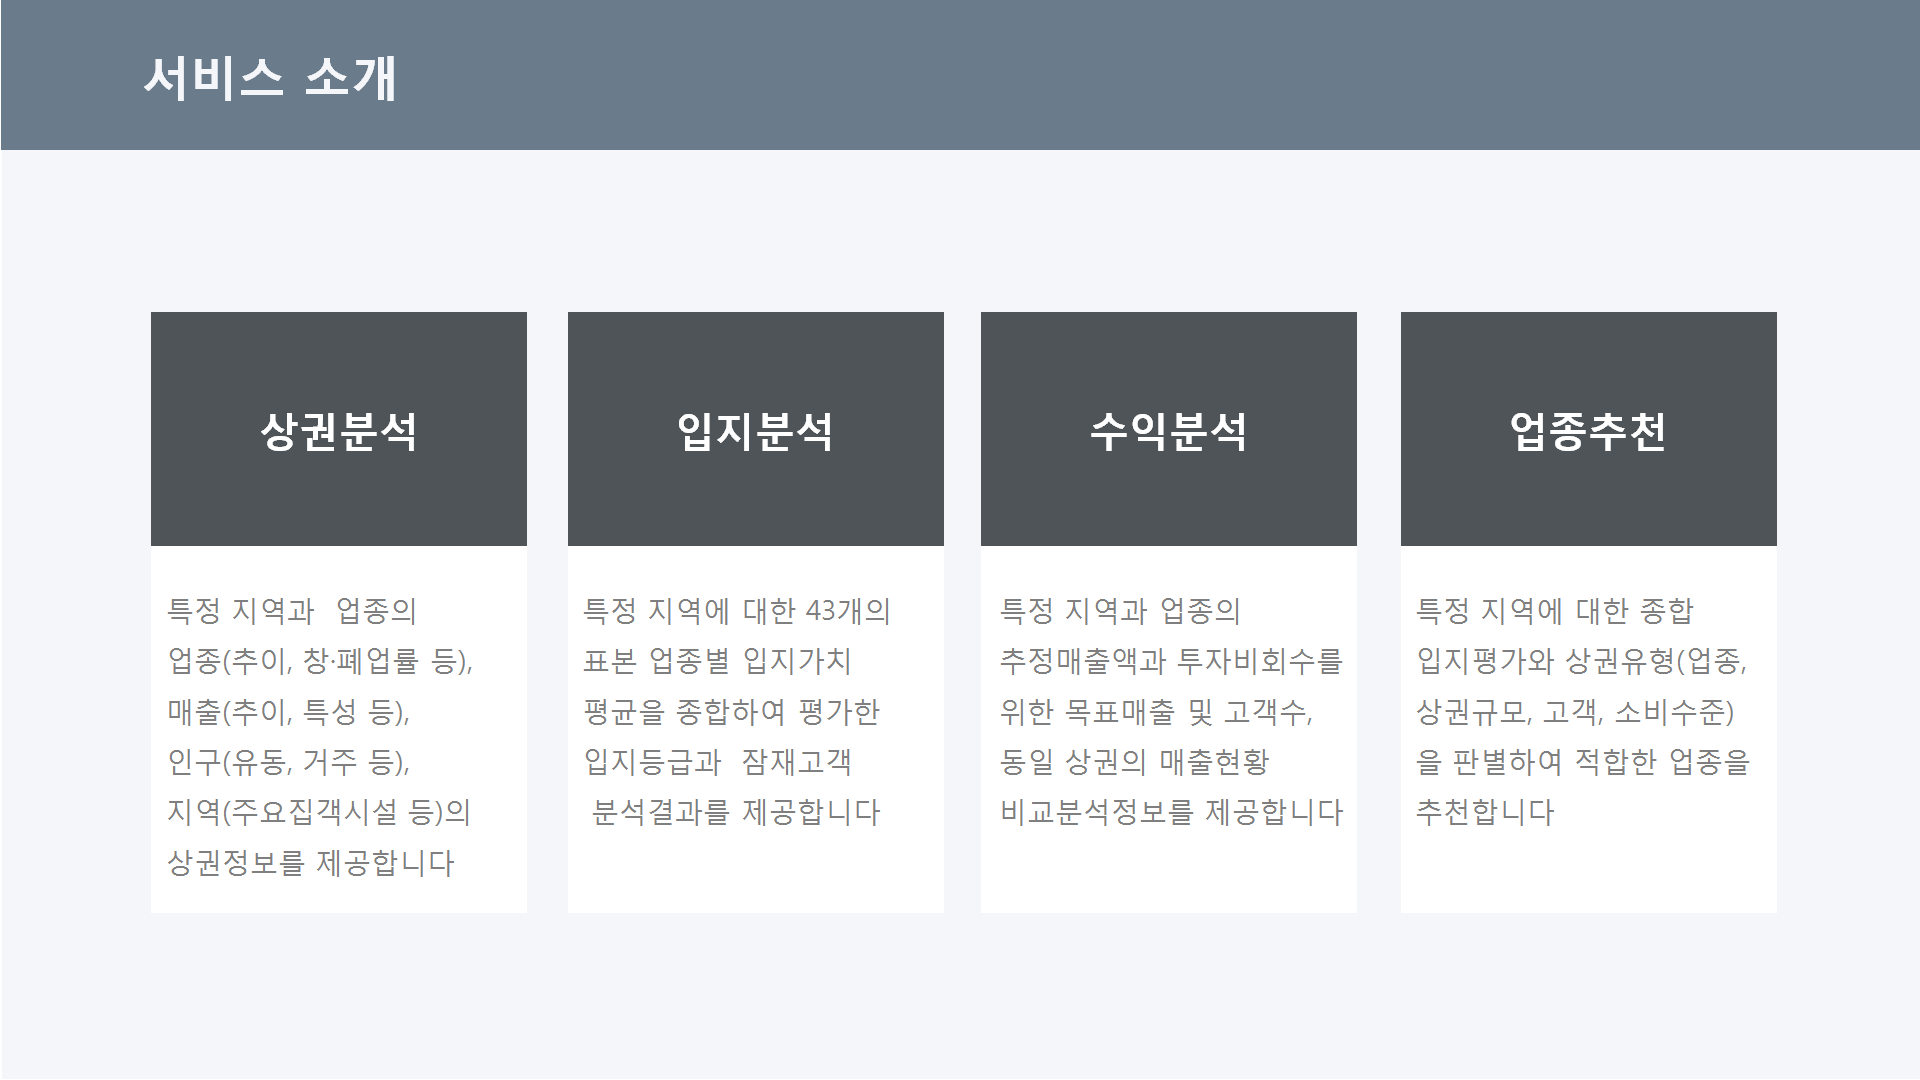 서비스 소개
상권분석
특정 지역과 업종의
업종(추이, 창·폐업률 등),
매출(추이, 특성 등),
인구(유동, 거주 등),
지역(주요집객시설 등)의
상권정보를 제공합니다
입지분석
특정 지역에 대한 43개의
표본 업종별 입지가치
평균을 종합하여 평가한
입지등급과 잠재고객
분석결과를 제공합니다
수익분석
특정 지역과 업종의
추정매출액과 투자비회수를
위한 목표매출 및 고객수,
동일 상권의 매출현황
비교분석정보를 제공합니다
업종추천
특정 지역에 대한 종합
입지평가와 상권유형(업종,
상권규모, 고객, 소비수준)
을 판별하여 적합한 업종을
추천합니다